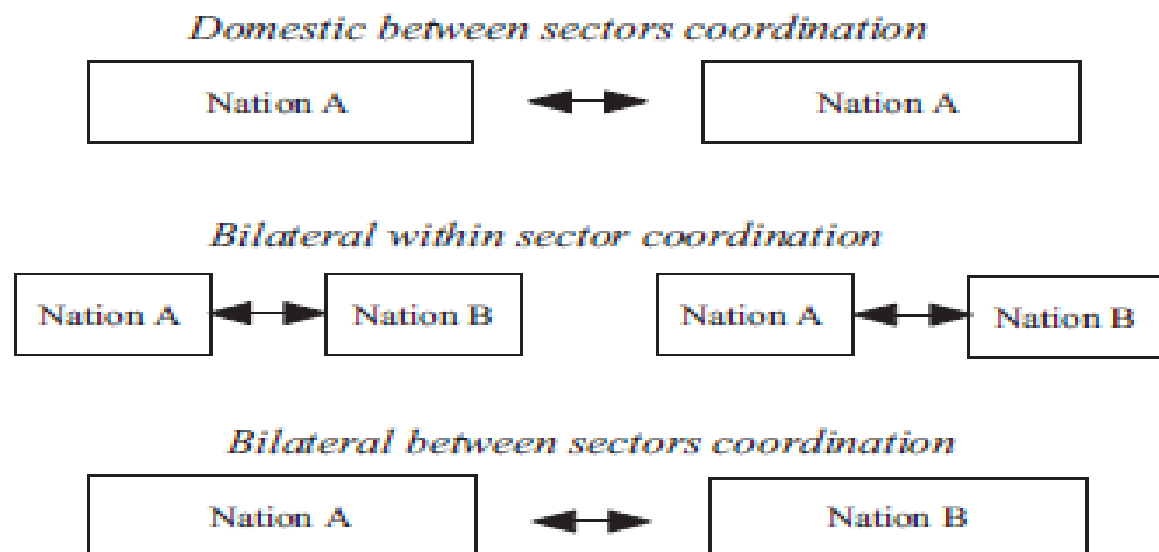 Domestic between sectors coordination
Nation A Nation A
Bilateral within sector coordination
Nation A Nation B Nation A Nation B
Bilateral between sectors coordination
Nation A Nation B